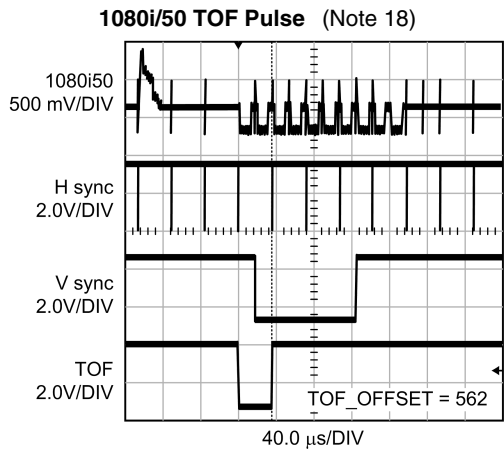 1080i/50 TOF Pulse (Note 18)
1080i50
500 mV/DIV
H sync
2.0V/DIV
V sync
2.0V/DIV
TOF
2.0V/DIV
TOF_OFFSET = 562
40.0 µs/DIV